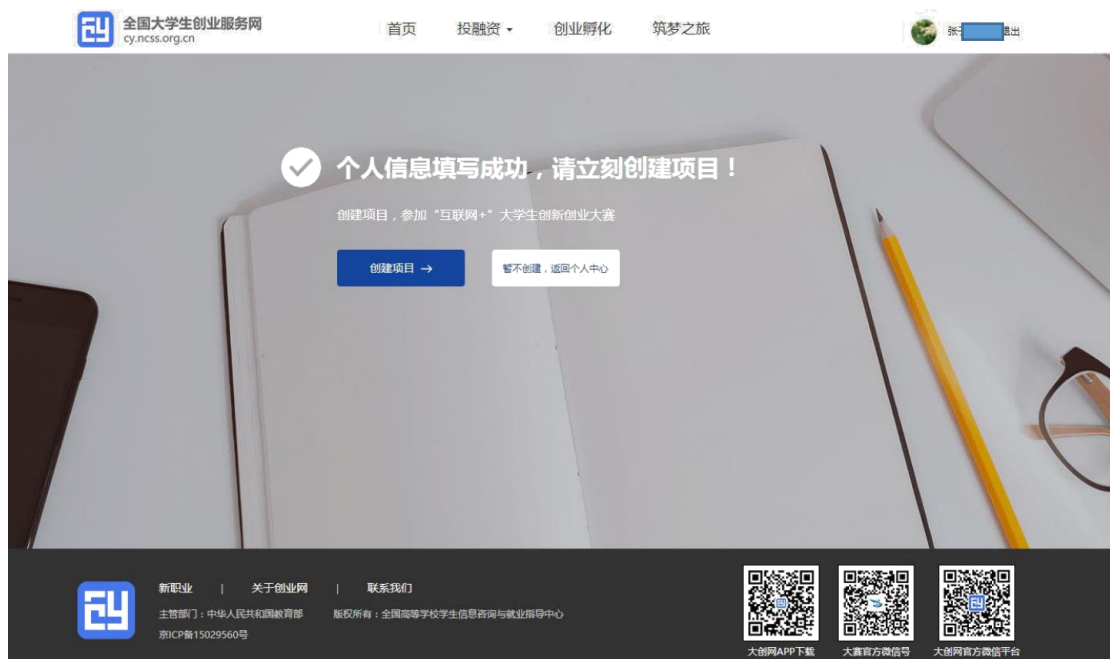 全国大学生创业服务网
cy.ncss.org.cn
首页 投融资 创业孵化 筑梦之旅
张 退出
个人信息填写成功，请立刻创建项目！
创建项目，参加“互联网+”大学生创新创业大赛
创建项目 →
暂不创建，返回个人中心
新职业 | 关于创业网 | 联系我们
主管部门：中华人民共和国教育部 版权所有：全国高等学校学生信息咨询与就业指导中心
京ICP备15029560号
大创网APP下载 大赛官方微信号 大创网官方微信平台